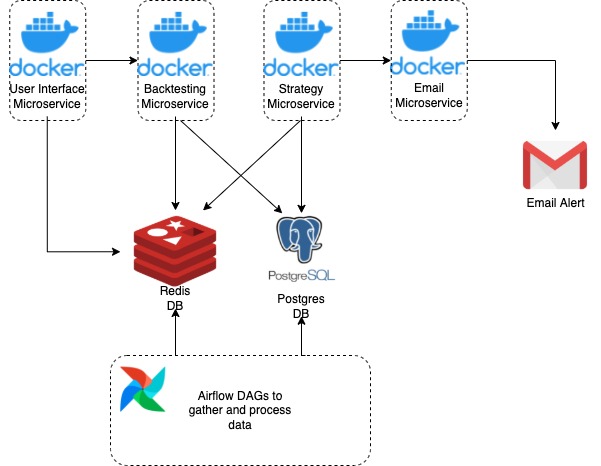 docker
docker
docker
docker
User Interface
Microservice
Backtesting
Microservice
Strategy
Microservice
Email
Microservice
Email Alert
Redis
DB
PostgreSQL
Postgres
DB
Airflow DAGs to
gather and process
data